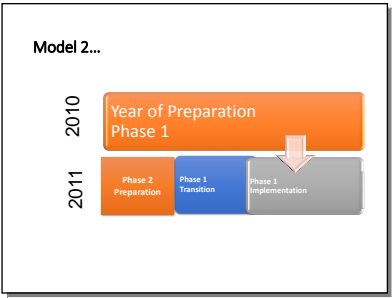 Model 2...
2010
Year of Preparation
Phase 1
2011
Phase 2
Preparation
Phase 1
Transition
Phase 1
Implementation